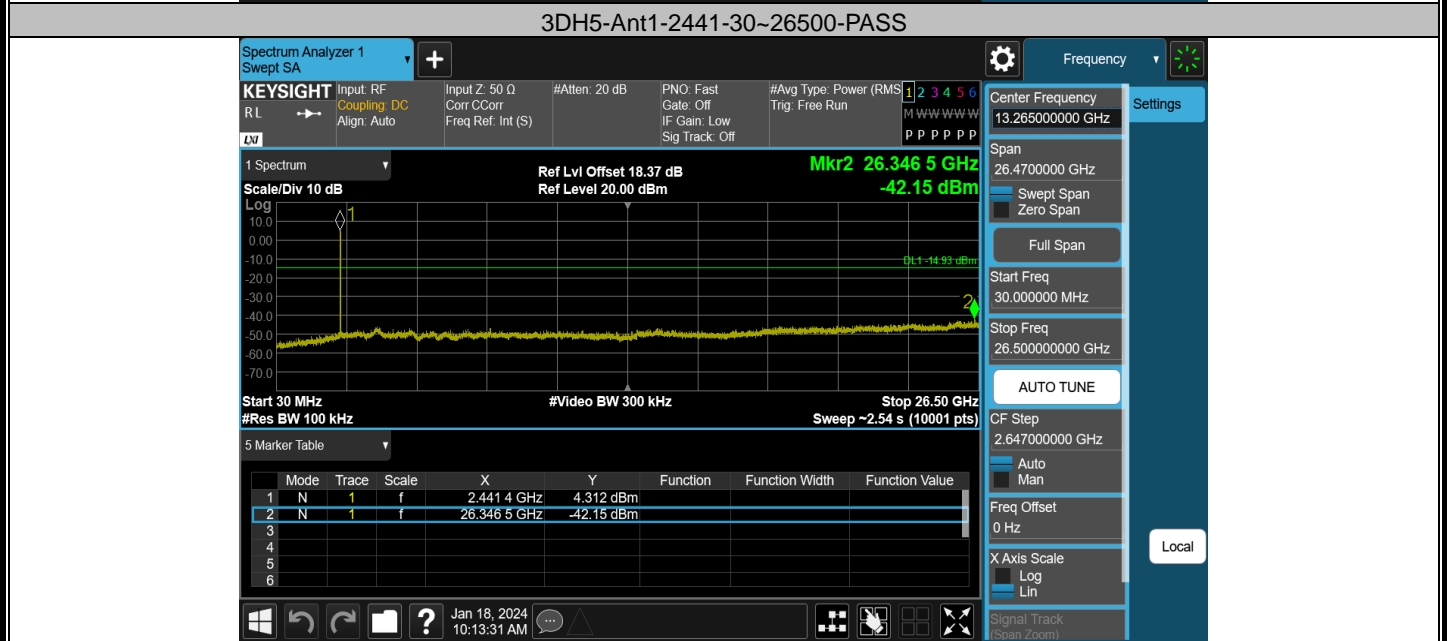 3DH5-Ant1-2441-30~26500-PASS
Spectrum Analyzer 1
Swept SA
+
Frequency
KEYSIGHT
RL
LXI
Input: RF
Coupling: DC
Align: Auto
Input Z: 50 Ω
Corr CCorr
Freq Ref: Int (S)
#Atten: 20 dB
PNO: Fast
Gate: Off
IF Gain: Low
Sig Track: Off
#Avg Type: Power (RMS
Trig: Free Run
1 2 3 4 5 6
M W W W W W
P P P P P P
Center Frequency
13.265000000 GHz
Settings
Span
26.4700000 GHz
Swept Span
Zero Span
Full Span
Start Freq
30.000000 MHz
Stop Freq
26.500000000 GHz
AUTO TUNE
CF Step
2.647000000 GHz
Auto
Man
Freq Offset
0 Hz
X Axis Scale
Log
Lin
Signal Track
(Span Zoom)
Local
1 Spectrum
Scale/Div 10 dB
Log
Ref Lvl Offset 18.37 dB
Ref Level 20.00 dBm
Mkr2 26.346 5 GHz
-42.15 dBm
10.0
0.00
-10.0
-20.0
-30.0
-40.0
-50.0
-60.0
-70.0
1
DL1 -14.93 dBm
2
Start 30 MHz
#Res BW 100 kHz
#Video BW 300 kHz
Stop 26.50 GHz
Sweep ~2.54 s (10001 pts)
5 Marker Table
Mode Trace Scale X Y Function Function Width Function Value
1 N 1 f 2.441 4 GHz 4.312 dBm
2 N 1 f 26.346 5 GHz -42.15 dBm
3
4
5
6
?
Jan 18, 2024
10:13:31 AM